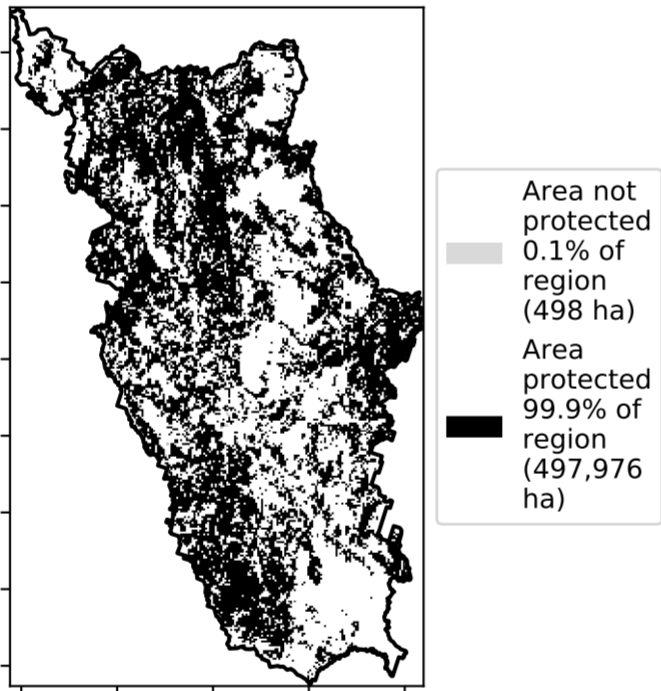 Area not
protected
0.1% of
region
(498 ha)
Area
protected
99.9% of
region
(497,976
ha)